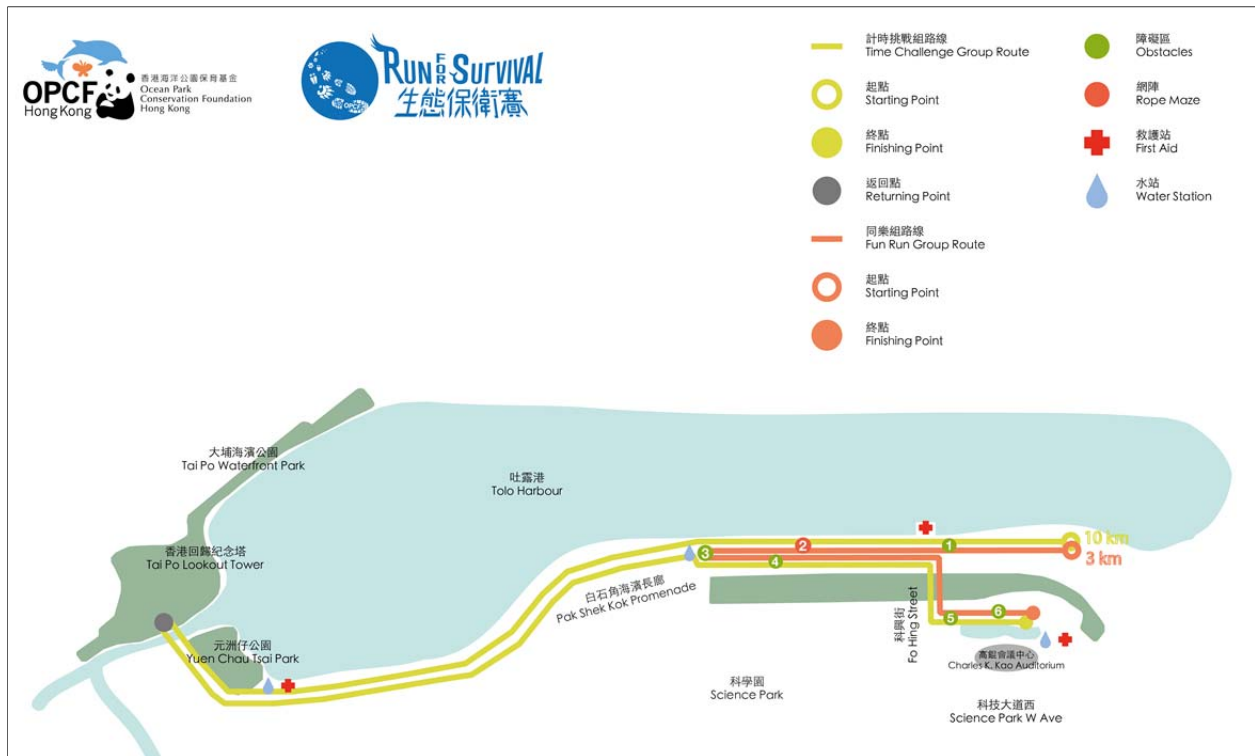 OPCF
Hong Kong
香港海洋公園保育基金
Ocean Park
Conservation Foundation
Hong Kong
RUN FOR SURVIVAL
生態保衛賽
計時挑戰組路線
Time Challenge Group Route
起點
Starting Point
終點
Finishing Point
返回點
Returning Point
同樂組路線
Fun Run Group Route
起點
Starting Point
終點
Finishing Point
障礙區
Obstacles
網陣
Rope Maze
救護站
First Aid
水站
Water Station
大埔海濱公園
Tai Po Waterfront Park
吐露港
Tolo Harbour
香港回歸紀念塔
Tai Po Lookout Tower
元洲仔公園
Yuen Chau Tsai Park
白石角海濱長廊
Pak Shek Kok Promenade
3
2
1
4
10 km
3 km
科興街
Fo Hing Street
5
6
高錕會議中心
Charles K. Kao Auditorium
科學園
Science Park
科技大道西
Science Park W Ave